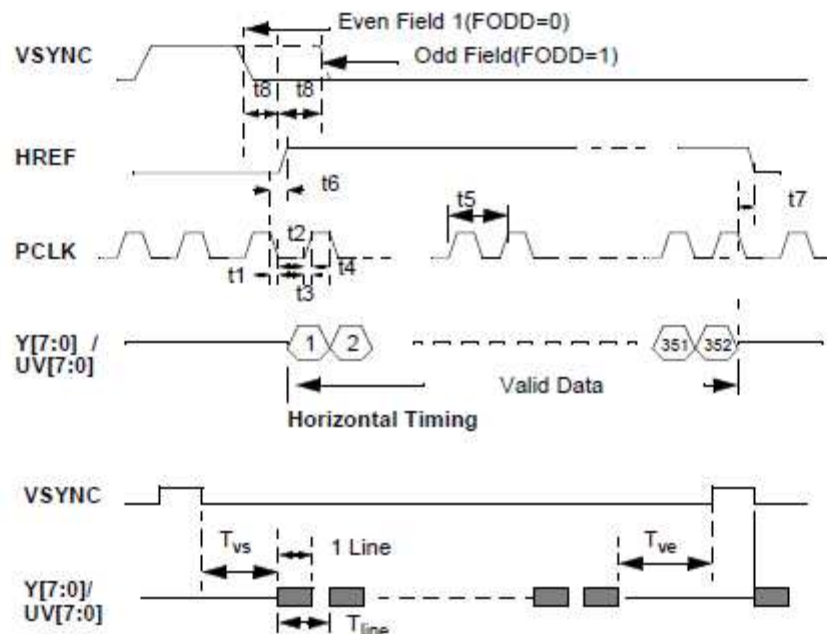 Even Field 1(FODD=0)
VSYNC
Odd Field(FODD=1)
t8 t8
HREF
t6
t7
t5
t2
PCLK
t1 t4
t3
Y[7:0] /
UV[7:0]
1 2 351 352
Valid Data
Horizontal Timing
VSYNC
Tvs 1 Line Tve
Y[7:0]/
UV[7:0]
Tline